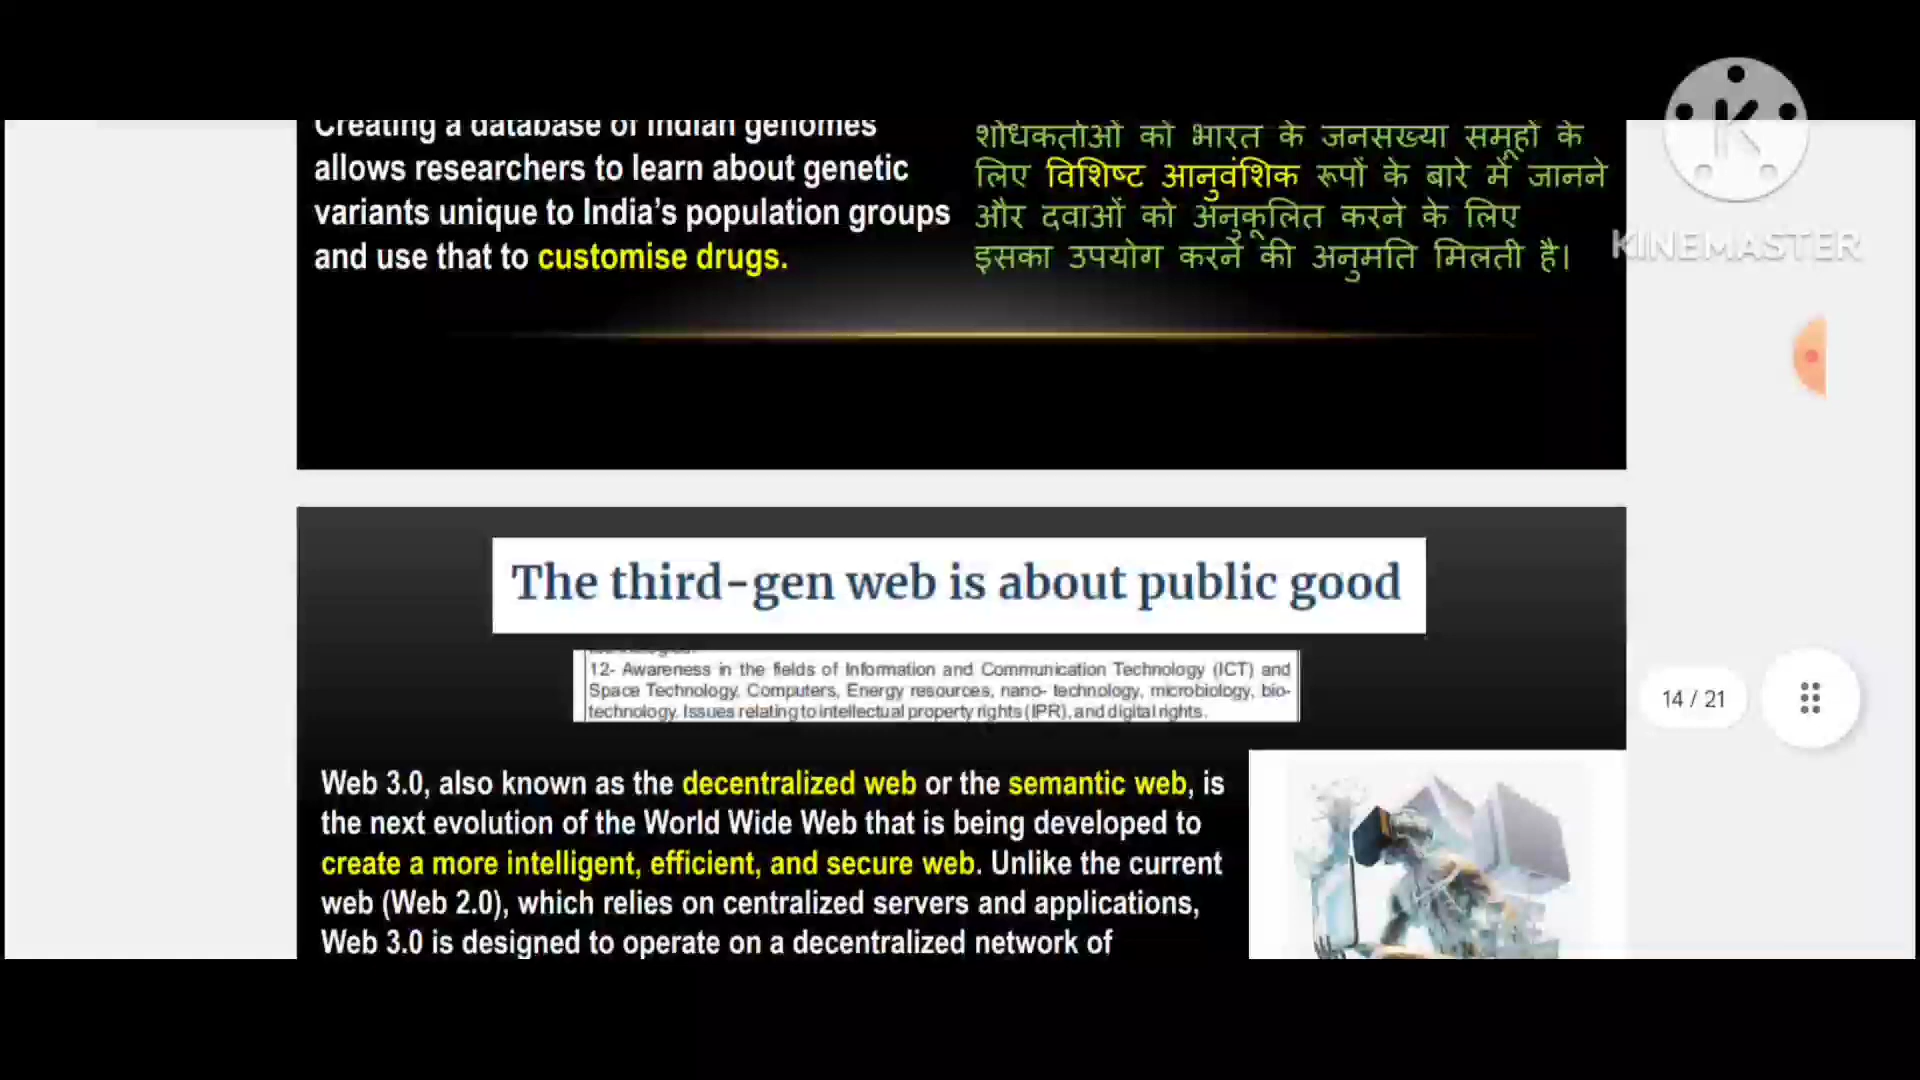 Creating a database of Indian genomes
allows researchers to learn about genetic
variants unique to India's population groups
and use that to customise drugs.
शोधकर्ताओं को भारत के जनसंख्या समूहों के
लिए विशिष्ट आनुवंशिक रूपों के बारे में जानने
और दवाओं को अनुकूलित करने के लिए
इसका उपयोग करने की अनुमति मिलती है।
K
KINEMASTER
The third-gen web is about public good
12- Awareness in the fields of Information and Communication Technology (ICT) and
Space Technology, Computers, Energy resources, nano- technology, microbiology, bio-
technology. Issues relating to intellectual property rights (IPR), and digital rights.
14 / 21
Web 3.0, also known as the decentralized web or the semantic web, is
the next evolution of the World Wide Web that is being developed to
create a more intelligent, efficient, and secure web. Unlike the current
web (Web 2.0), which relies on centralized servers and applications,
Web 3.0 is designed to operate on a decentralized network of